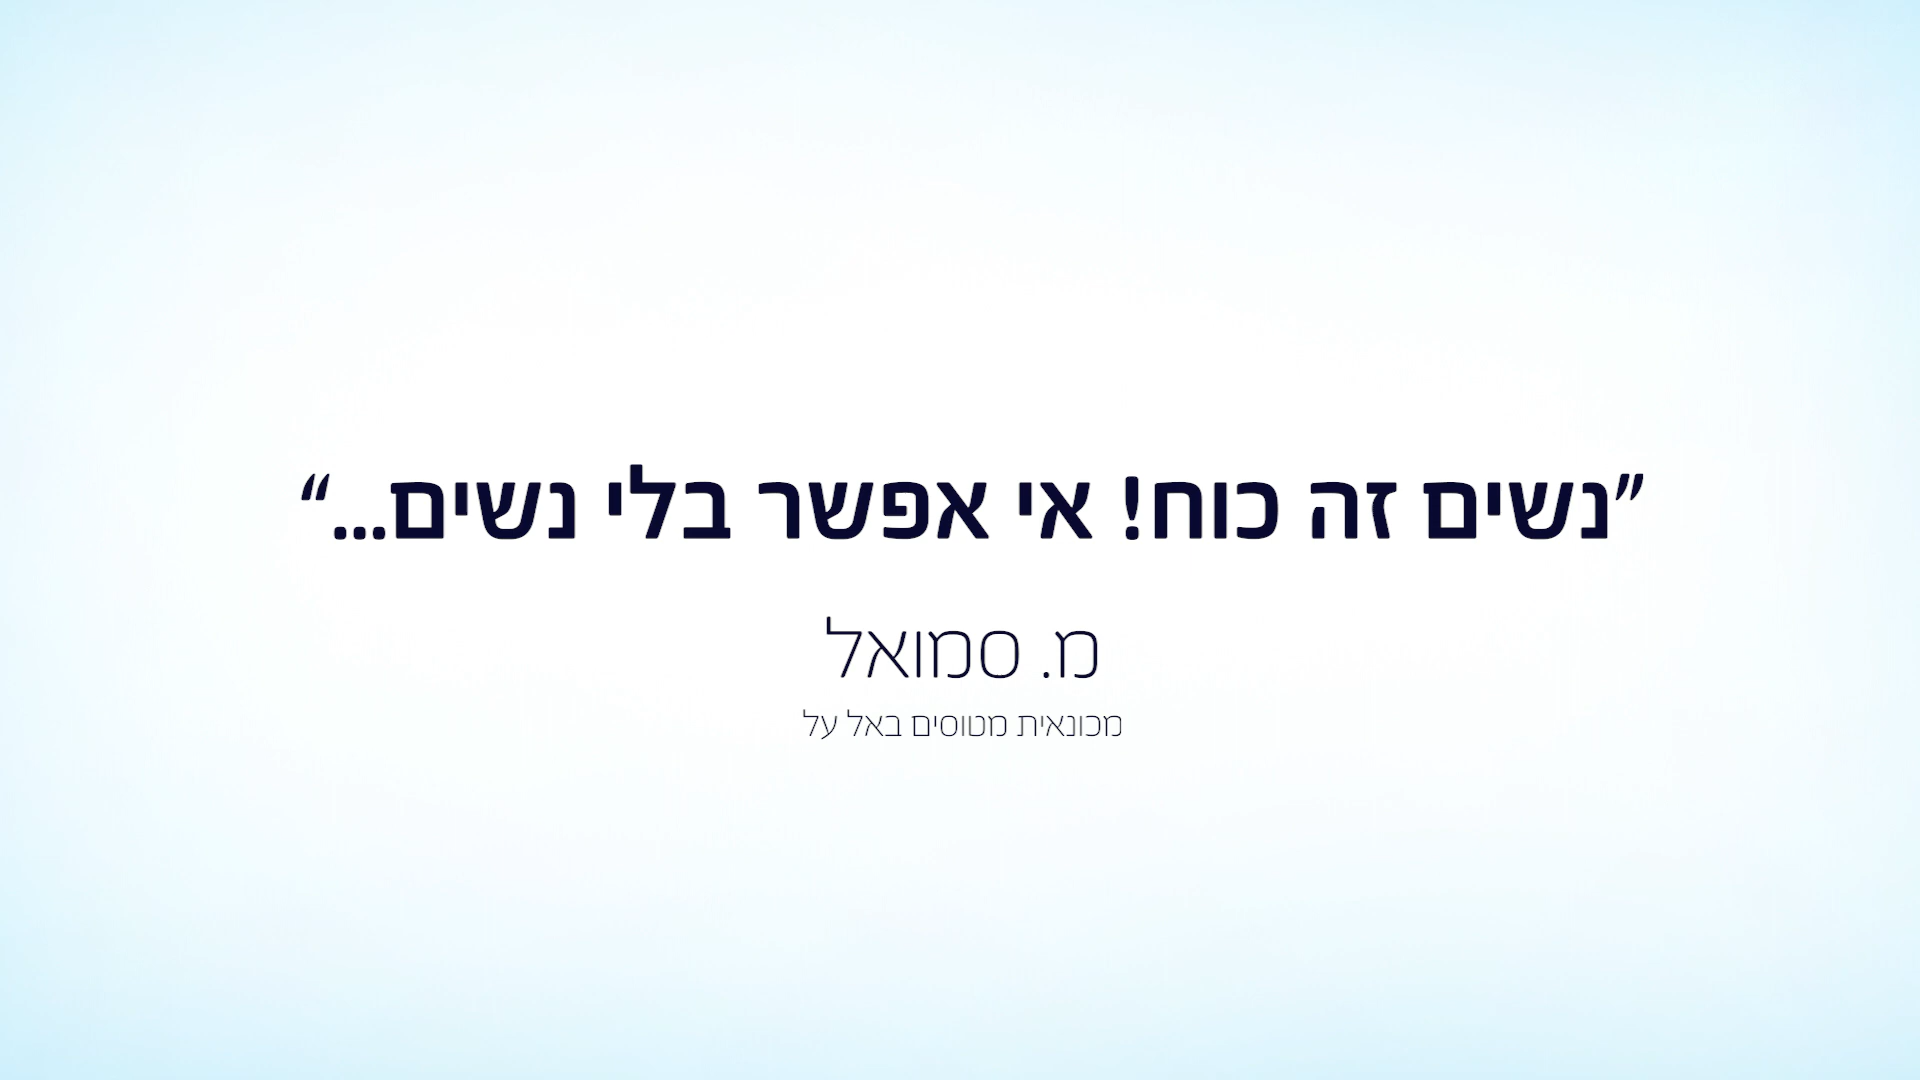 ”נשים זה כוח! אי אפשר בלי נשים...“
מ. סמואל
מכונאית מטוסים באל על